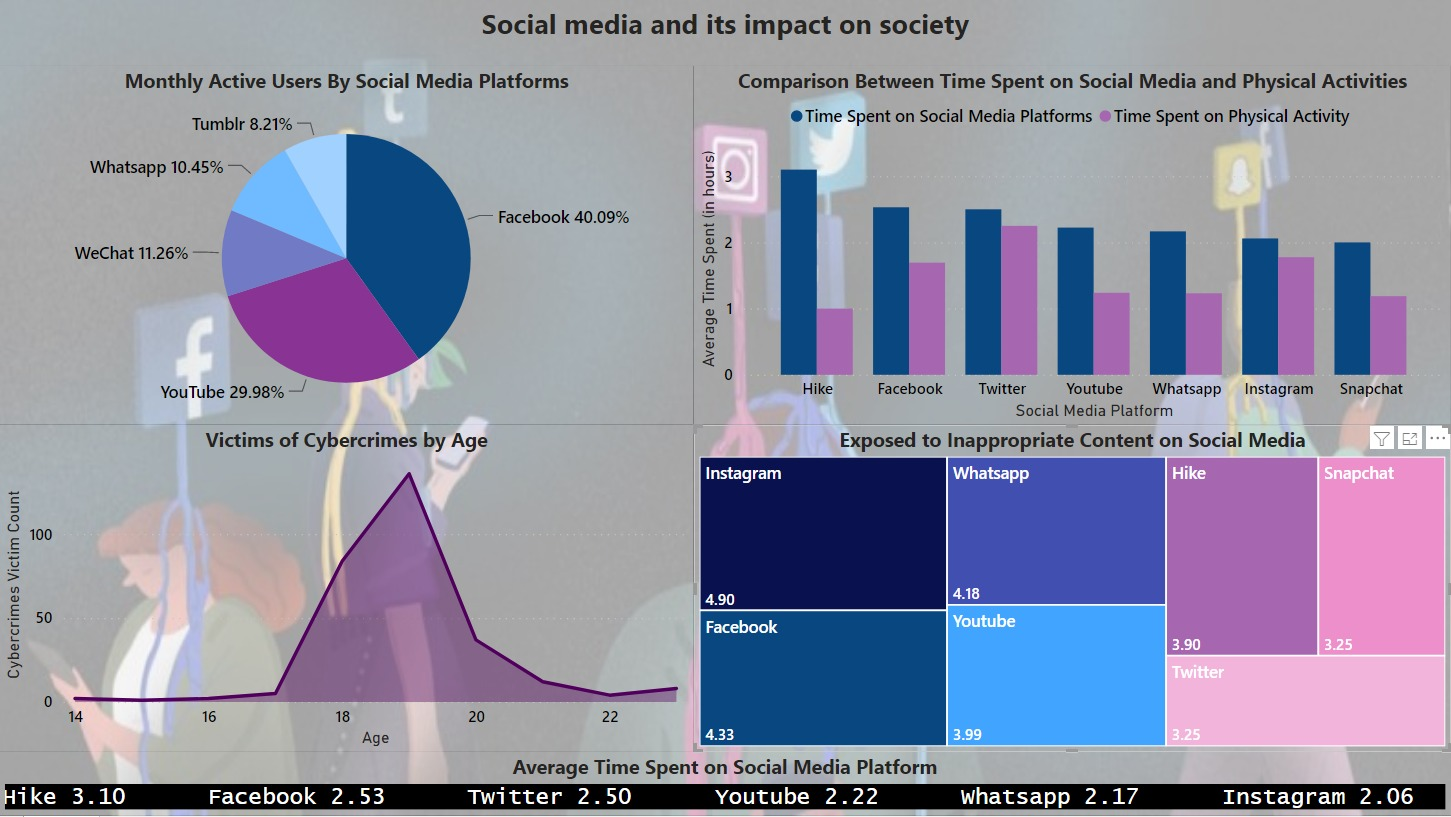 Social media and its impact on society
Monthly Active Users By Social Media Platforms
Tumblr 8.21%
Whatsapp 10.45%
Facebook 40.09%
WeChat 11.26%
YouTube 29.98%
Comparison Between Time Spent on Social Media and Physical Activities
Time Spent on Social Media Platforms Time Spent on Physical Activity
Average Time Spent (in hours)
3
2
1
0
Hike Facebook Twitter Youtube Whatsapp Instagram Snapchat
Social Media Platform
Victims of Cybercrimes by Age
Cybercrimes Victim Count
100
50
0
14 16 18 20 22
Age
Exposed to Inappropriate Content on Social Media
Instagram
4.90
Facebook
4.33
Whatsapp
4.18
Youtube
3.99
Hike
3.90
Snapchat
3.25
Twitter
3.25
Average Time Spent on Social Media Platform
Hike 3.10 Facebook 2.53 Twitter 2.50 Youtube 2.22 Whatsapp 2.17 Instagram 2.06